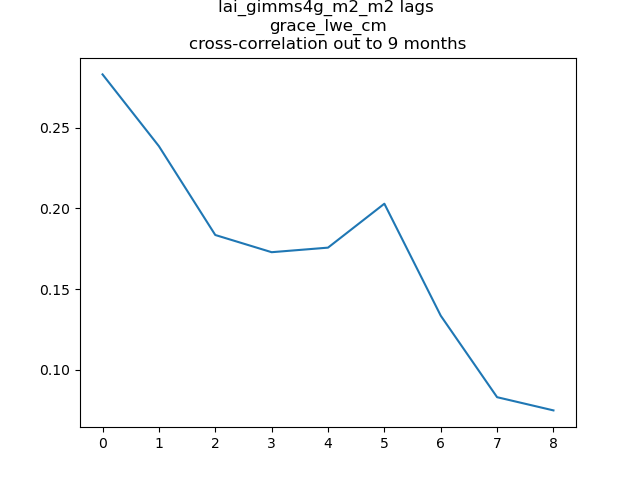 lai_gimms4g_m2_m2 lags
grace_lwe_cm
cross-correlation out to 9 months
0.25
0.20
0.15
0.10
0 1 2 3 4 5 6 7 8